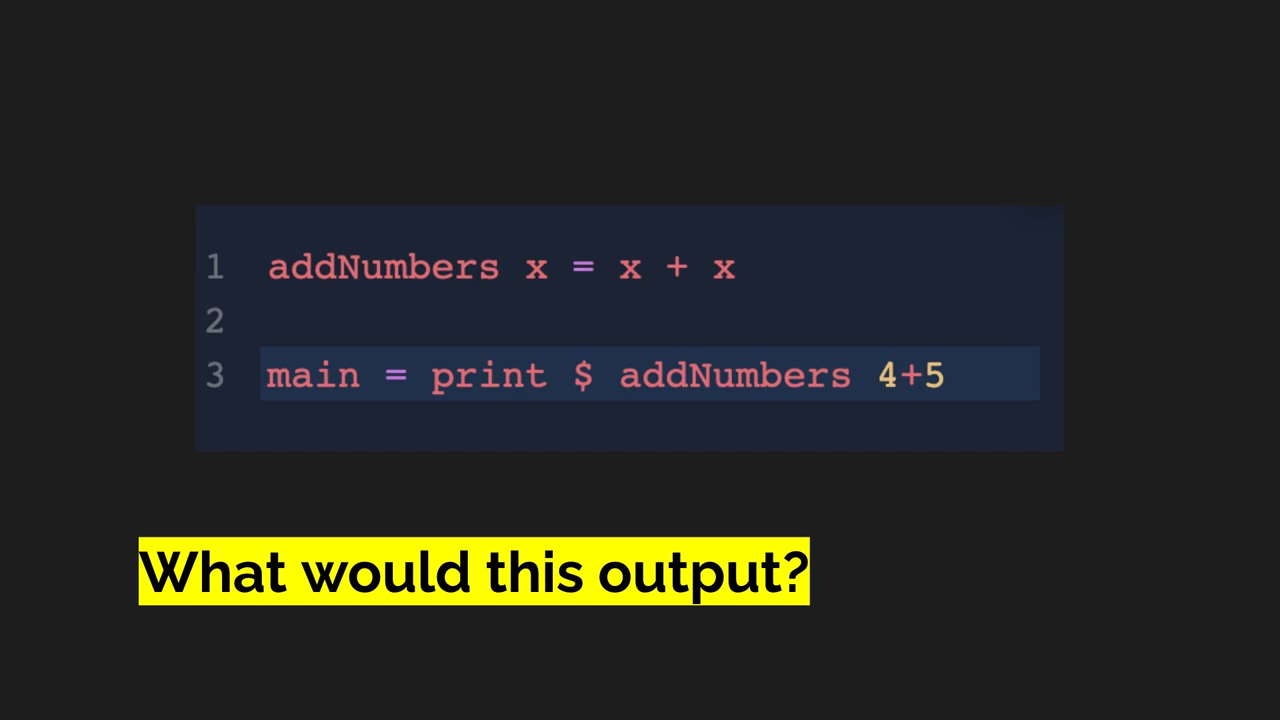 1 addNumbers x = x + x
2
3 main = print $ addNumbers 4+5
What would this output?